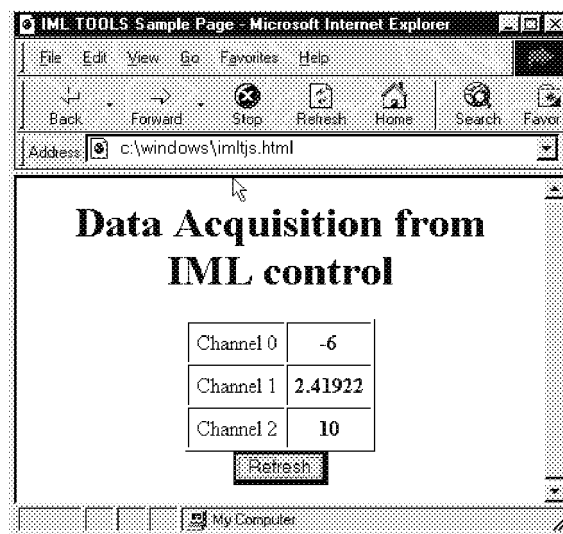 IML TOOLS Sample Page - Microsoft Internet Explorer
File Edit View Go Favorites Help
Back Forward Stop Refresh Home Search Favor
Address c:\windows\imltjs.html
Data Acquisition from
IML control
Channel 0 -6
Channel 1 2.41922
Channel 2 10
Refresh
My Computer